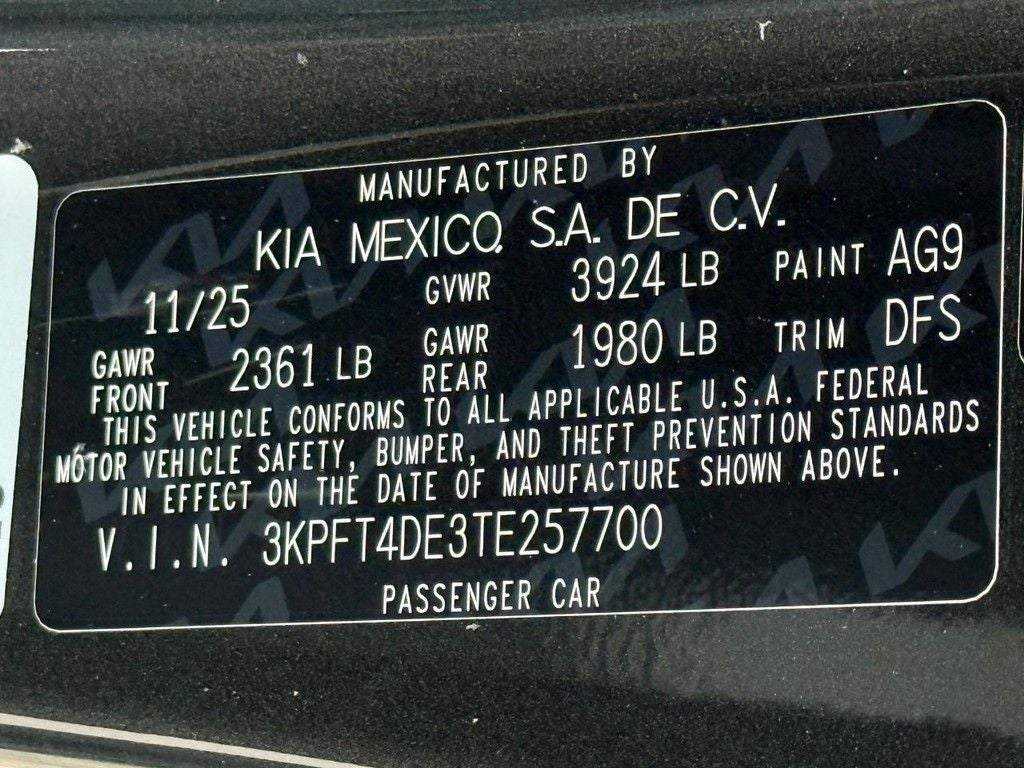 MANUFACTURED BY
KIA MEXICO, S.A. DE C.V.
11/25 GVWR 3924 LB PAINT AG9
GAWR FRONT 2361 LB GAWR REAR 1980 LB TRIM DFS
THIS VEHICLE CONFORMS TO ALL APPLICABLE U.S.A. FEDERAL
MOTOR VEHICLE SAFETY, BUMPER, AND THEFT PREVENTION STANDARDS
IN EFFECT ON THE DATE OF MANUFACTURE SHOWN ABOVE.
V.I.N. 3KPFT4DE3TE257700
PASSENGER CAR